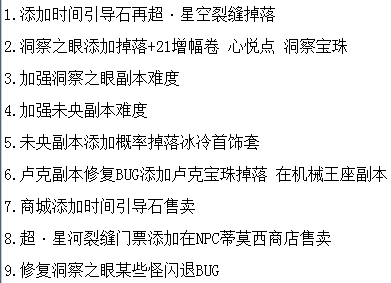 1.添加时间引导石再超·星空裂缝掉落
2.洞察之眼添加掉落+21增幅卷 心悦点 洞察宝珠
3.加强洞察之眼副本难度
4.加强未央副本难度
5.未央副本添加概率掉落冰冷首饰套
6.卢克副本修复BUG添加卢克宝珠掉落 在机械王座副本
7.商城添加时间引导石售卖
8.超·星河裂缝门票添加在NPC蒂莫西商店售卖
9.修复洞察之眼某些怪闪退BUG